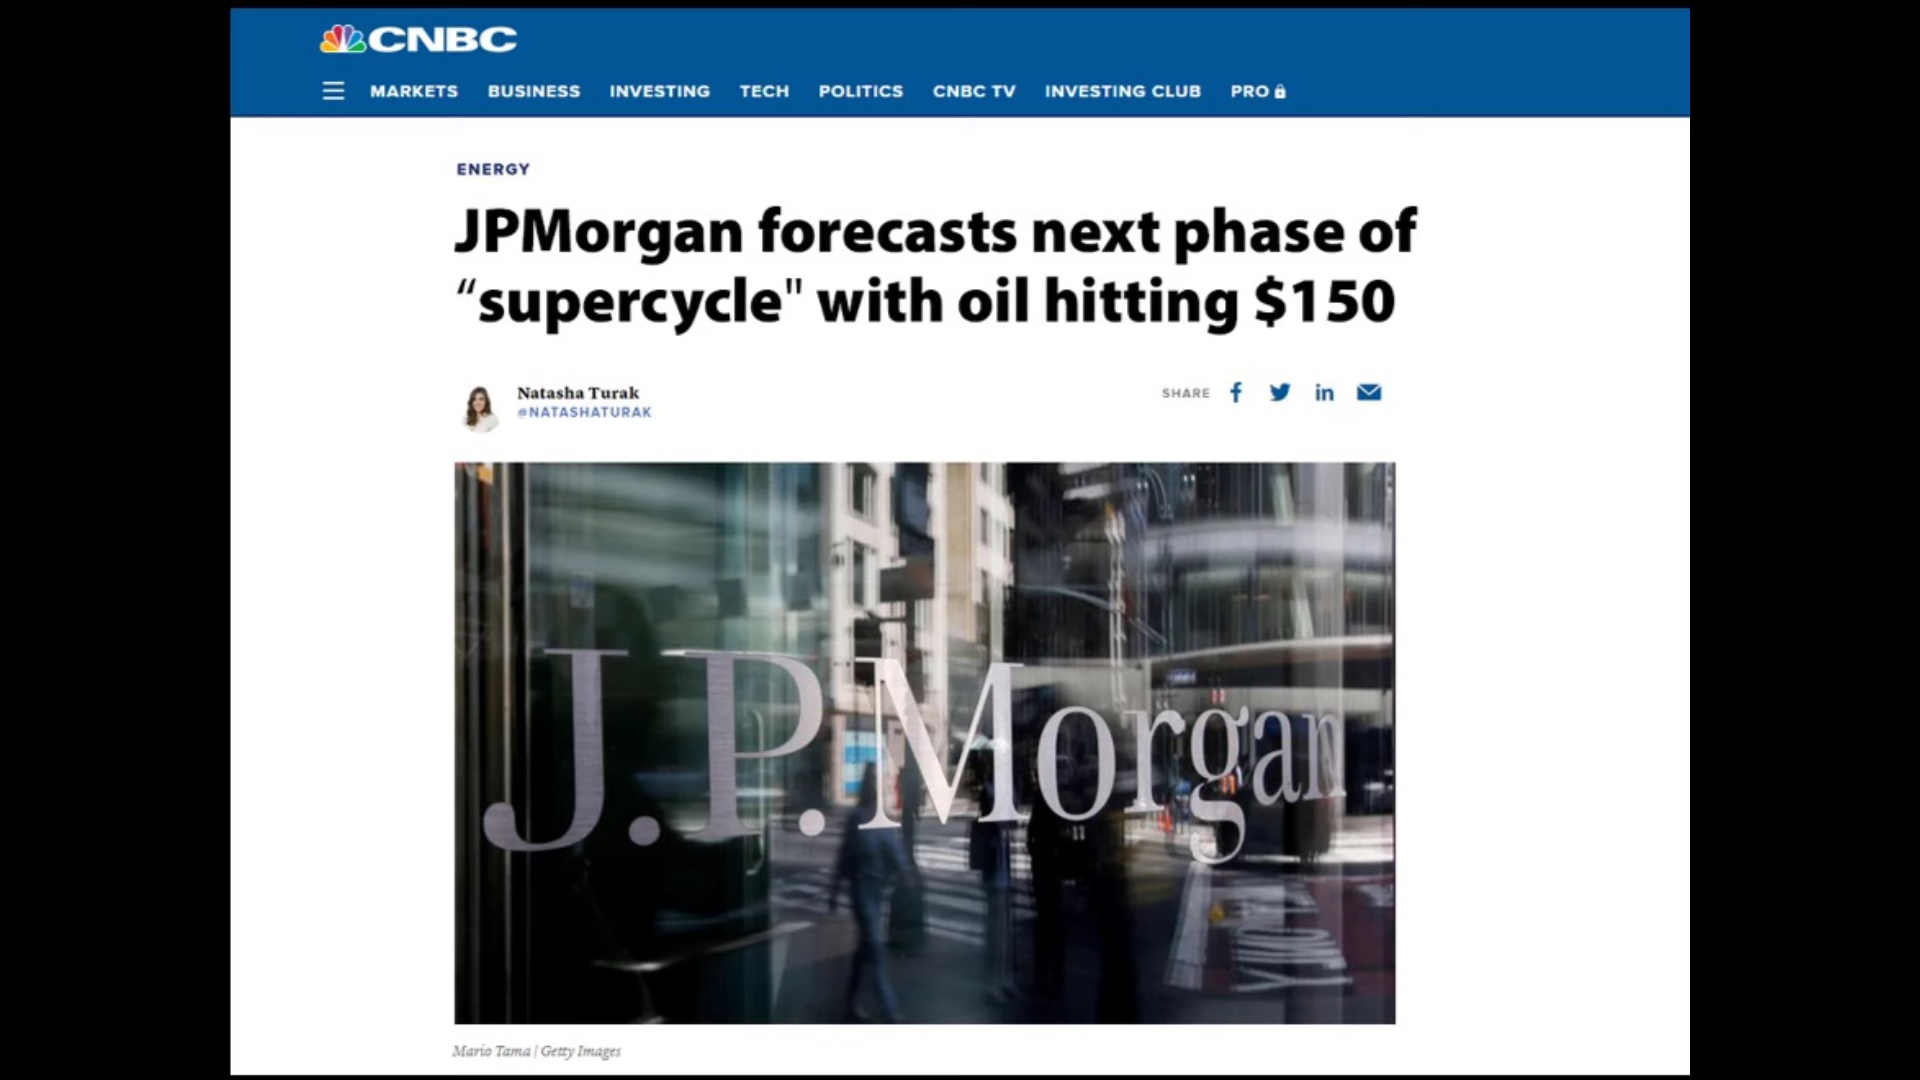 CNBC
MARKETS BUSINESS INVESTING TECH POLITICS CNBC TV INVESTING CLUB PRO
ENERGY
JPMorgan forecasts next phase of
“supercycle" with oil hitting $150
Natasha Turak
@NATASHATURAK
SHARE
J.P.Morgan
Mario Tama | Getty Images